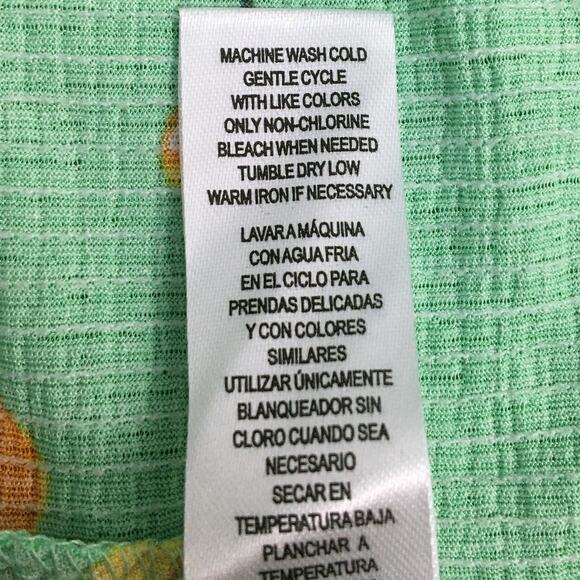 MACHINE WASH COLD
GENTLE CYCLE
WITH LIKE COLORS
ONLY NON-CHLORINE
BLEACH WHEN NEEDED
TUMBLE DRY LOW
WARM IRON IF NECESSARY
LAVAR A MÁQUINA
CON AGUA FRIA
EN EL CICLO PARA
PRENDAS DELICADAS
Y CON COLORES
SIMILARES
UTILIZAR ÚNICAMENTE
BLANQUEADOR SIN
CLORO CUANDO SEA
NECESARIO
SECAR EN
TEMPERATURA BAJA
PLANCHAR A
TEMPERATURA